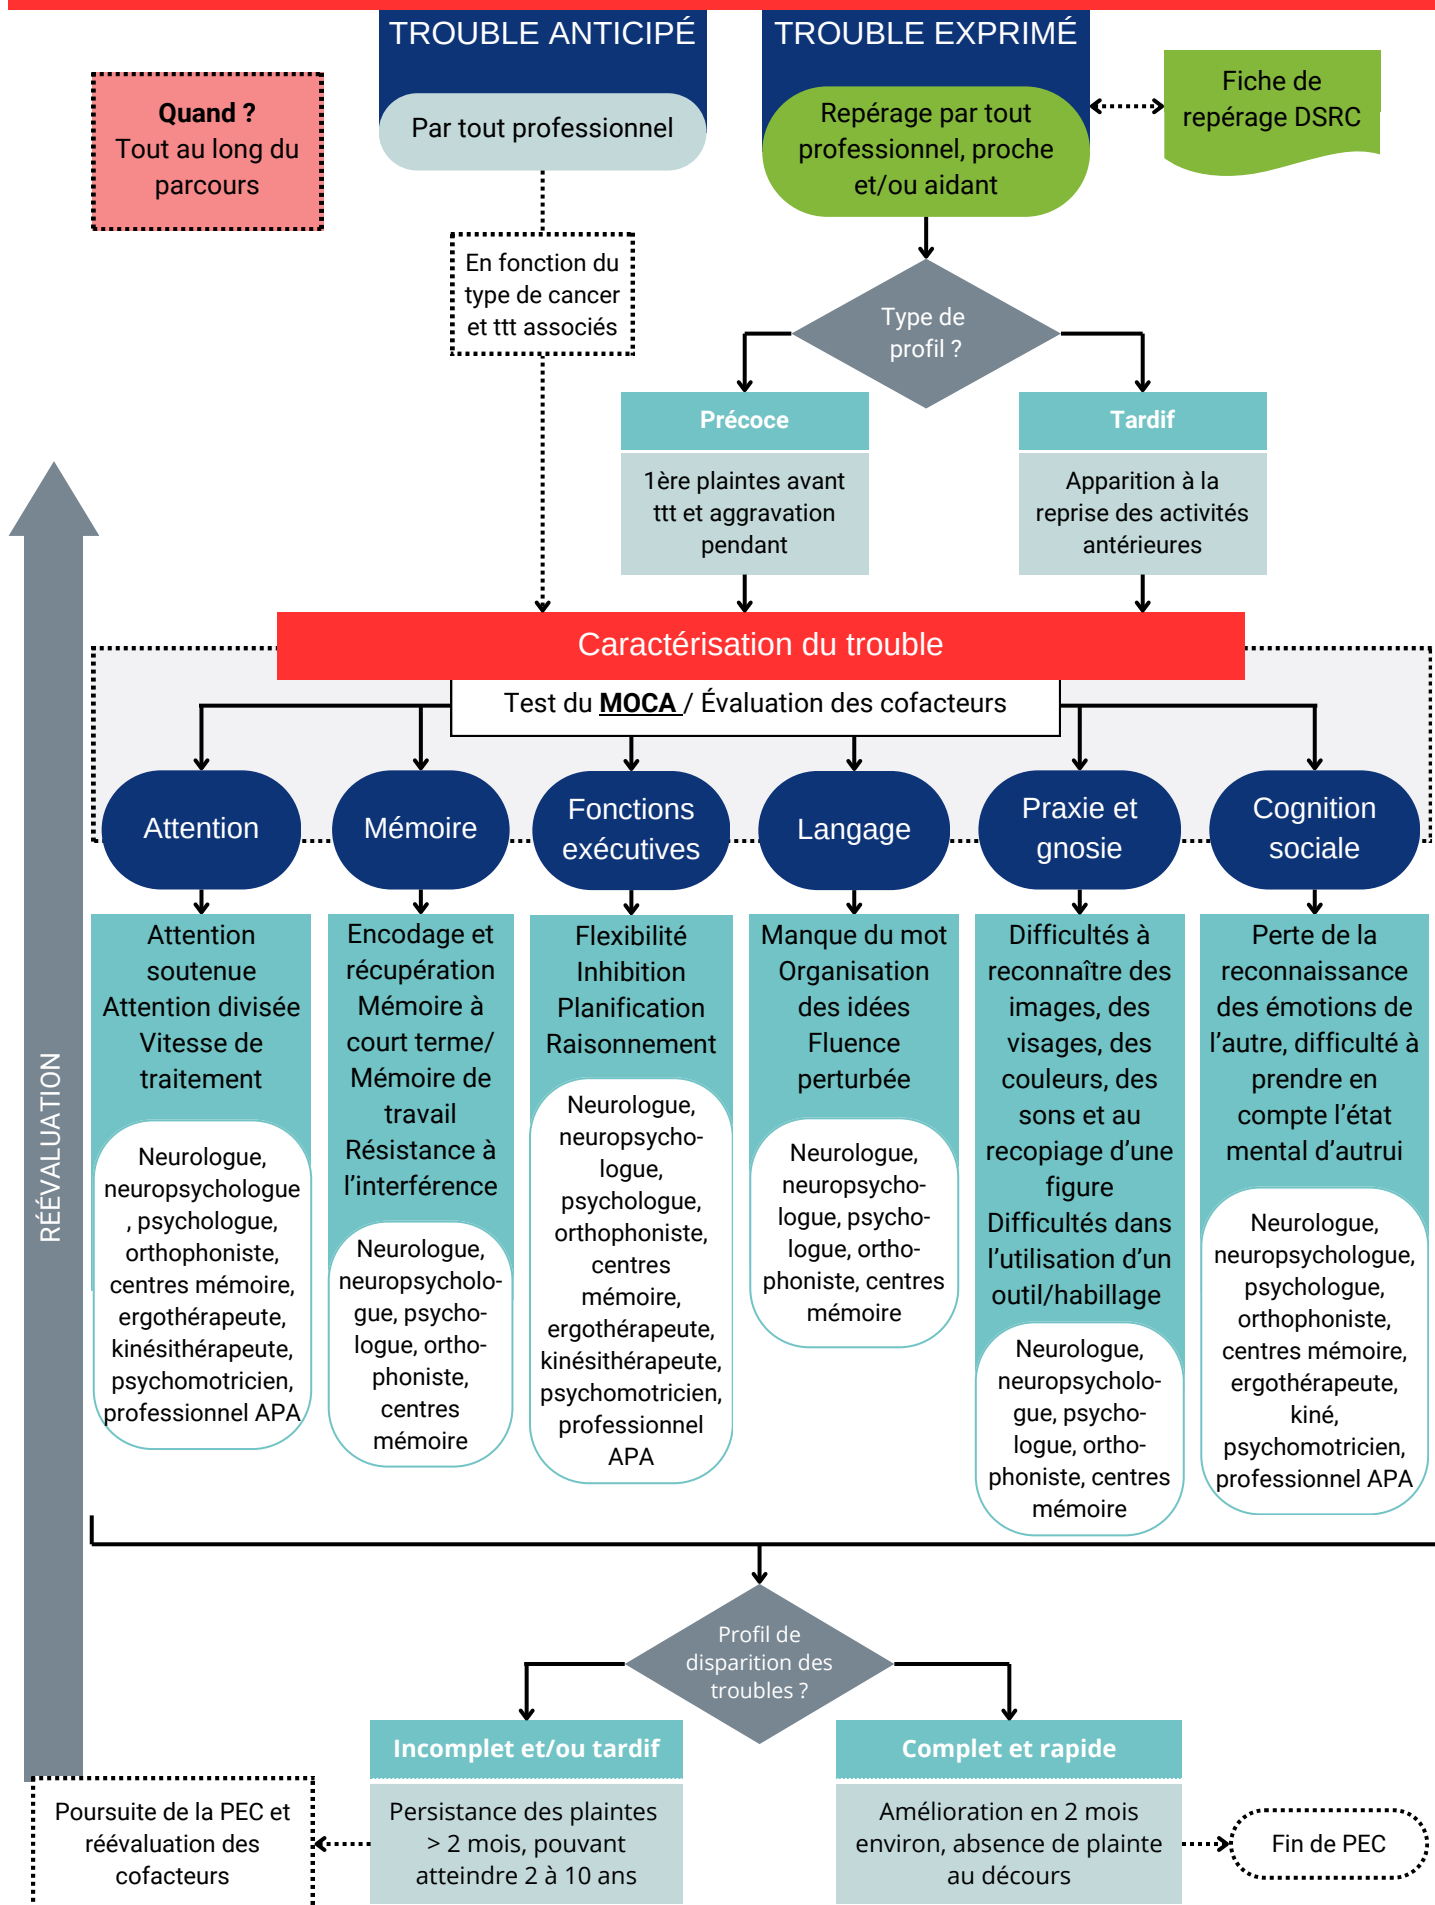 TROUBLE ANTICIPÉ
TROUBLE EXPRIMÉ
Quand ?
Tout au long du
parcours
Par tout professionnel
Repérage par tout
professionnel, proche
et/ou aidant
Fiche de
repérage DSRC
En fonction du
type de cancer
et ttt associés
Type de
profil ?
Précoce
1ère plaintes avant
ttt et aggravation
pendant
Tardif
Apparition à la
reprise des activités
antérieures
Caractérisation du trouble
Test du MOCA / Évaluation des cofacteurs
Attention
Mémoire
Fonctions
exécutives
Langage
Praxie et
gnosie
Cognition
sociale
Attention
soutenue
Attention divisée
Vitesse de
traitement
Neurologue,
neuropsychologue
, psychologue,
orthophoniste,
centres mémoire,
ergothérapeute,
kinésithérapeute,
psychomotricien,
professionnel APA
Encodage et
récupération
Mémoire à
court terme/
Mémoire de
travail
Résistance à
l’interférence
Neurologue,
neuropsycholo-
gue, psycho-
logue, ortho-
phoniste,
centres
mémoire
Flexibilité
Inhibition
Planification
Raisonnement
Neurologue,
neuropsycho-
logue,
psychologue,
orthophoniste,
centres
mémoire,
ergothérapeute,
kinésithérapeute,
psychomotricien,
professionnel
APA
Manque du mot
Organisation
des idées
Fluence
perturbée
Neurologue,
neuropsycho-
logue, psycho-
logue, ortho-
phoniste, centres
mémoire
Difficultés à
reconnaître des
images, des
visages, des
couleurs, des
sons et au
recopiage d’une
figure
Difficultés dans
l’utilisation d’un
outil/habillage
Neurologue,
neuropsycholo-
gue, psycho-
logue, ortho-
phoniste, centres
mémoire
Perte de la
reconnaissance
des émotions de
l’autre, difficulté à
prendre en
compte l’état
mental d’autrui
Neurologue,
neuropsychologue,
psychologue,
orthophoniste,
centres mémoire,
ergothérapeute,
kiné,
psychomotricien,
professionnel APA
RÉÉVALUATION
Profil de
disparition des
troubles ?
Incomplet et/ou tardif
Persistance des plaintes
> 2 mois, pouvant
atteindre 2 à 10 ans
Poursuite de la PEC et
réévaluation des
cofacteurs
Complet et rapide
Amélioration en 2 mois
environ, absence de plainte
au décours
Fin de PEC